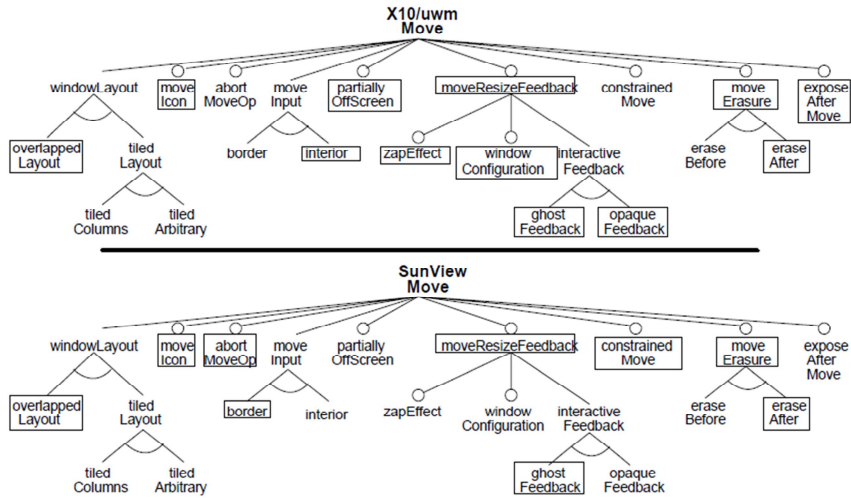 X10/uwm
Move
windowLayout
move
Icon
abort
MoveOp
move
Input
partially
OffScreen
moveResizeFeedback
constrained
Move
move
Erasure
expose
After
Move
overlapped
Layout
tiled
Layout
border
interior
zapEffect
window
Configuration
interactive
Feedback
erase
Before
erase
After
tiled
Columns
tiled
Arbitrary
ghost
Feedback
opaque
Feedback
SunView
Move
windowLayout
move
Icon
abort
MoveOp
move
Input
partially
OffScreen
moveResizeFeedback
constrained
Move
move
Erasure
expose
After
Move
overlapped
Layout
tiled
Layout
border
interior
zapEffect
window
Configuration
interactive
Feedback
erase
Before
erase
After
tiled
Columns
tiled
Arbitrary
ghost
Feedback
opaque
Feedback